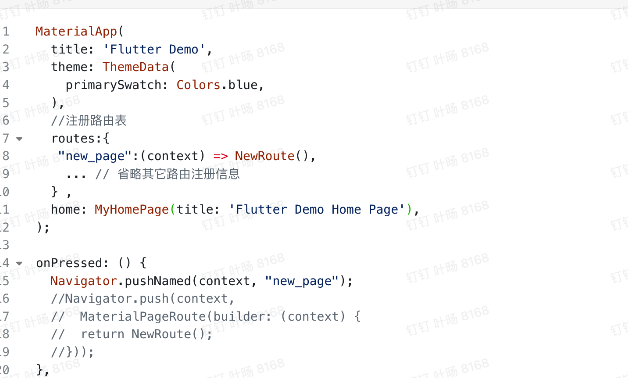 1 MaterialApp(
2 title: 'Flutter Demo',
3 theme: ThemeData(
4 primarySwatch: Colors.blue,
5 ),
6 //注册路由表
7 routes:{
8 "new_page":(context) => NewRoute(),
9 ... // 省略其它路由注册信息
10 } ,
11 home: MyHomePage(title: 'Flutter Demo Home Page'),
12 );
13
14 onPressed: () {
15 Navigator.pushNamed(context, "new_page");
16 //Navigator.push(context,
17 // MaterialPageRoute(builder: (context) {
18 // return NewRoute();
19 //}));
20 },
钉钉 叶旸 8168